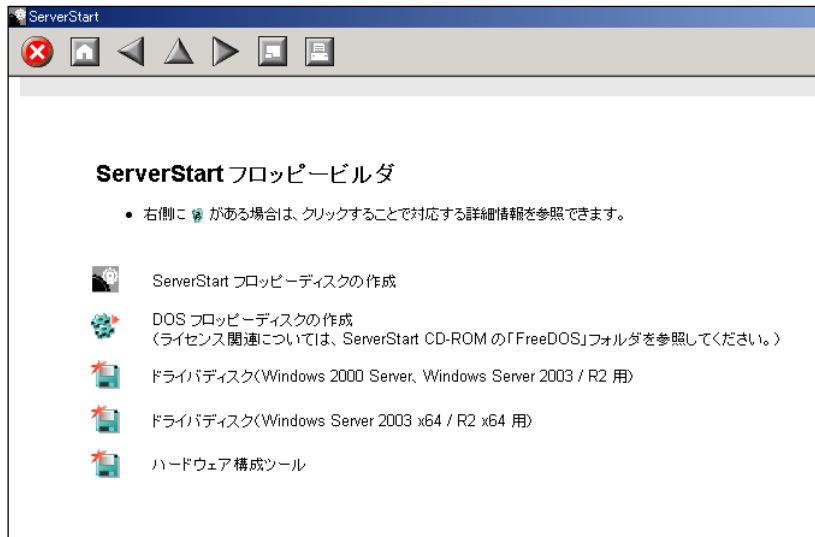 ServerStart
ServerStart フロッピービルダ
• 右側に がある場合は、クリックすることで対応する詳細情報を参照できます。
ServerStart フロッピーディスクの作成
DOS フロッピーディスクの作成
(ライセンス関連については、ServerStart CD-ROM の「FreeDOS」フォルダを参照してください。)
ドライバディスク(Windows 2000 Server、Windows Server 2003 / R2 用)
ドライバディスク(Windows Server 2003 x64 / R2 x64 用)
ハードウェア構成ツール